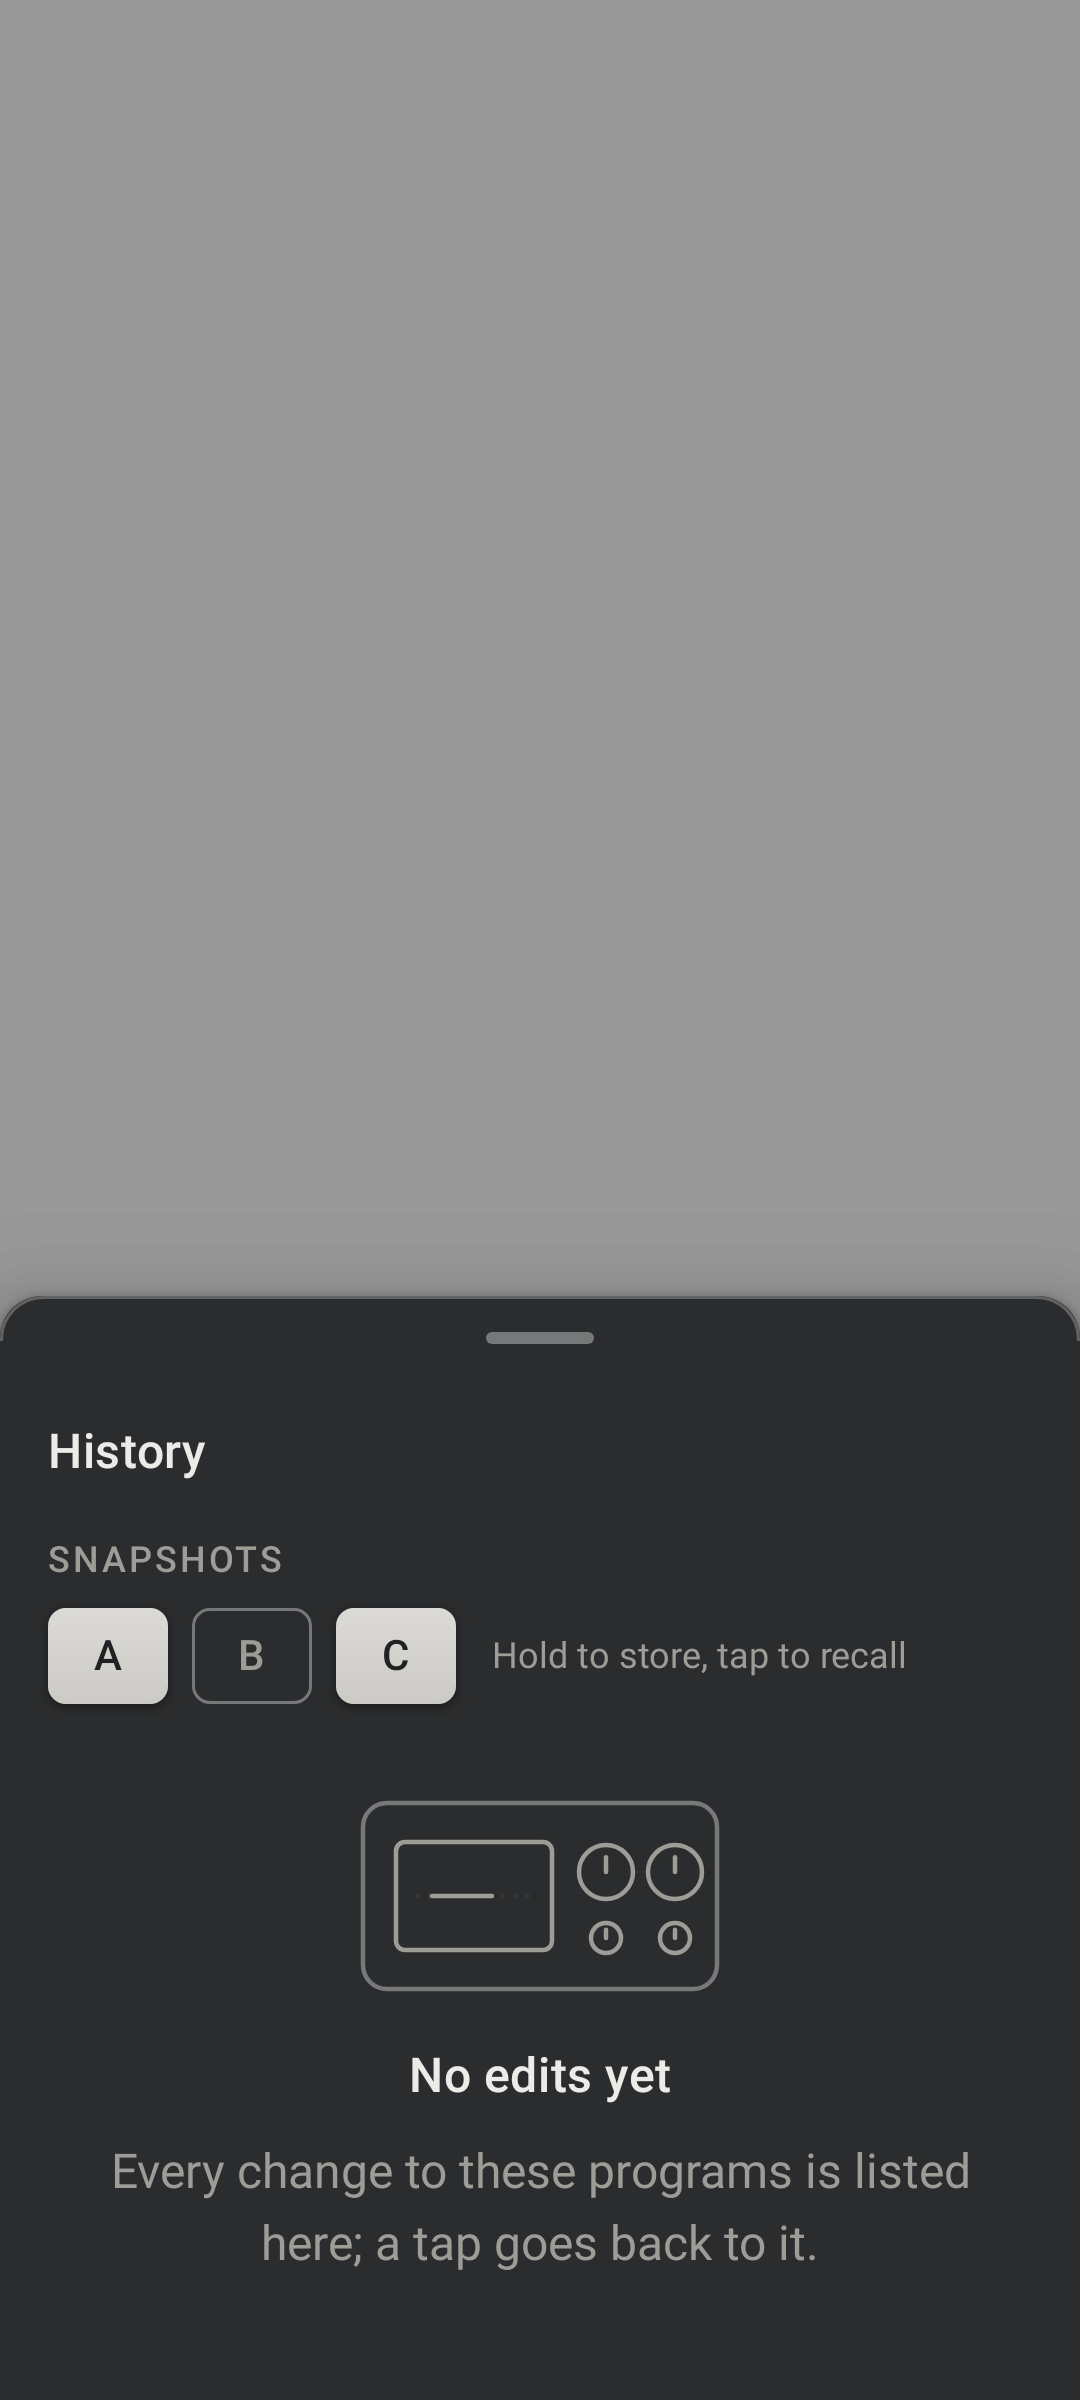 History
SNAPSHOTS
A B C Hold to store, tap to recall
No edits yet
Every change to these programs is listed
here; a tap goes back to it.